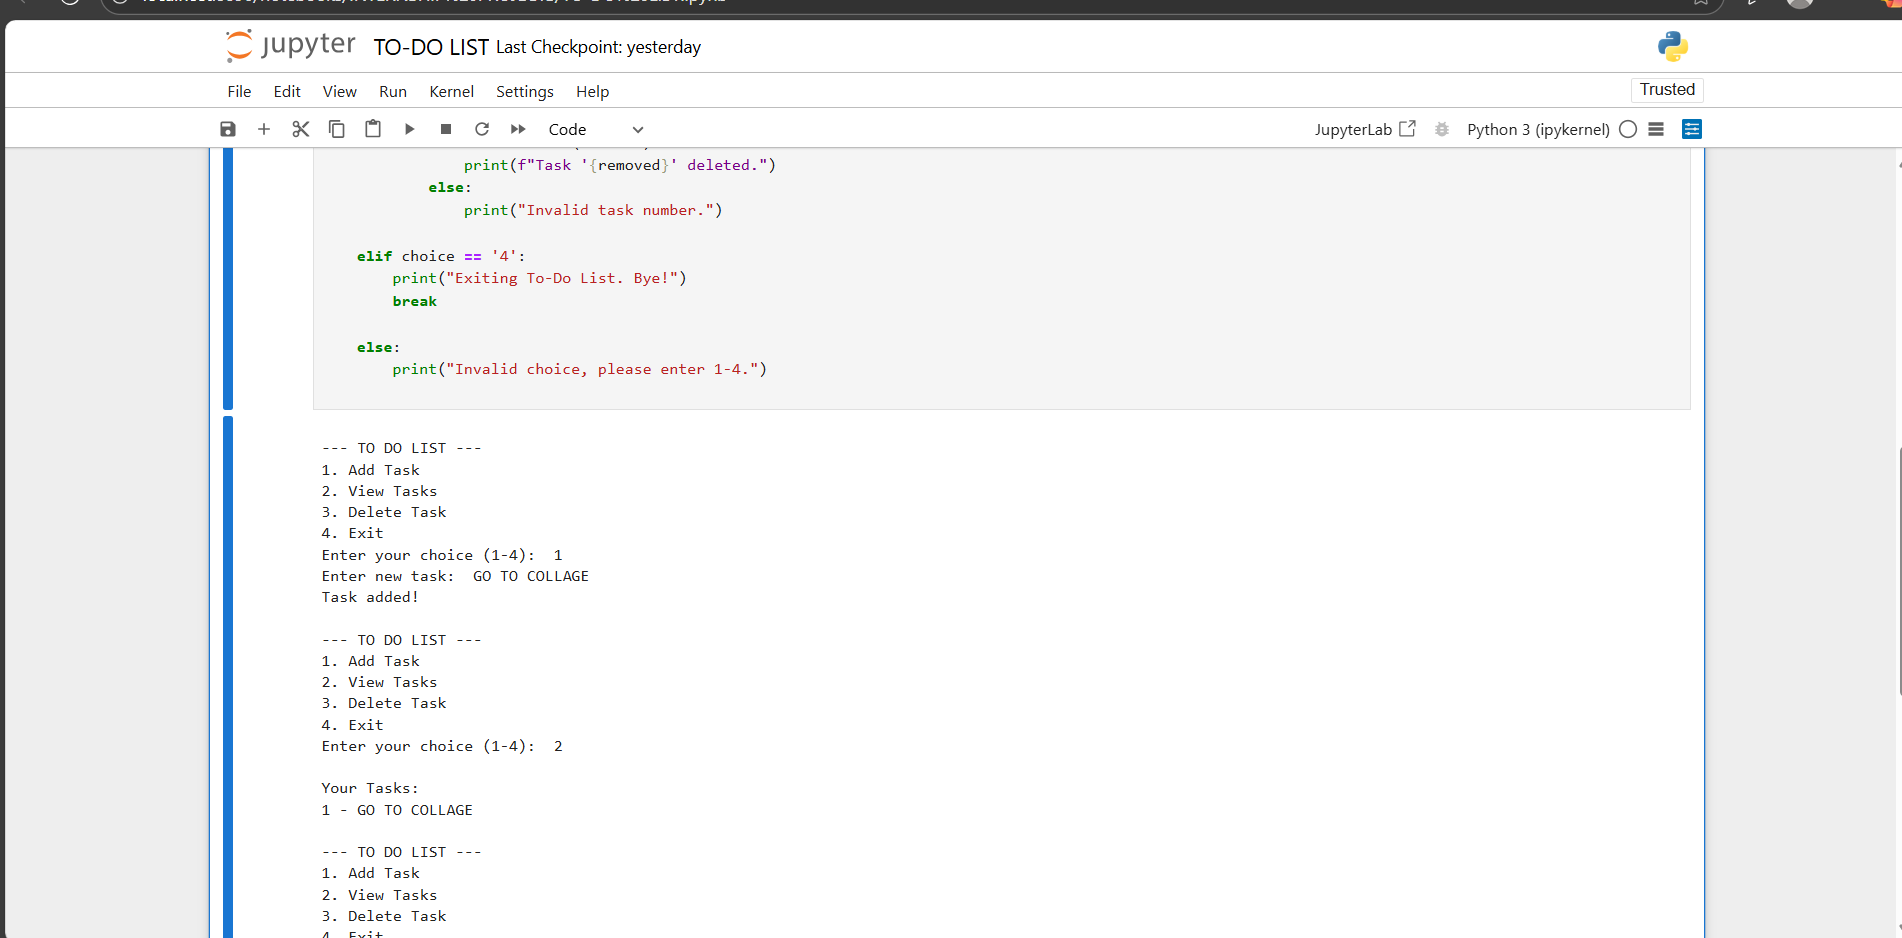 jupyter TO-DO LIST Last Checkpoint: yesterday
File Edit View Run Kernel Settings Help Trusted
Code JupyterLab Python 3 (ipykernel)
print(f"Task '{removed}' deleted.")
else:
print("Invalid task number.")
elif choice == '4':
print("Exiting To-Do List. Bye!")
break
else:
print("Invalid choice, please enter 1-4.")
--- TO DO LIST ---
1. Add Task
2. View Tasks
3. Delete Task
4. Exit
Enter your choice (1-4):  1
Enter new task:  GO TO COLLAGE
Task added!
--- TO DO LIST ---
1. Add Task
2. View Tasks
3. Delete Task
4. Exit
Enter your choice (1-4):  2
Your Tasks:
1 - GO TO COLLAGE
--- TO DO LIST ---
1. Add Task
2. View Tasks
3. Delete Task
4. Exit